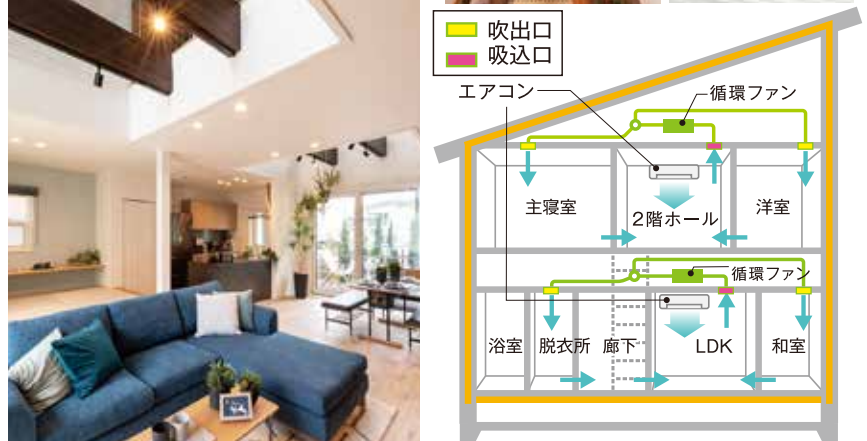 吹出口
吸込口
エアコン
循環ファン
主寝室
2階ホール
洋室
循環ファン
浴室
脱衣所
廊下
LDK
和室